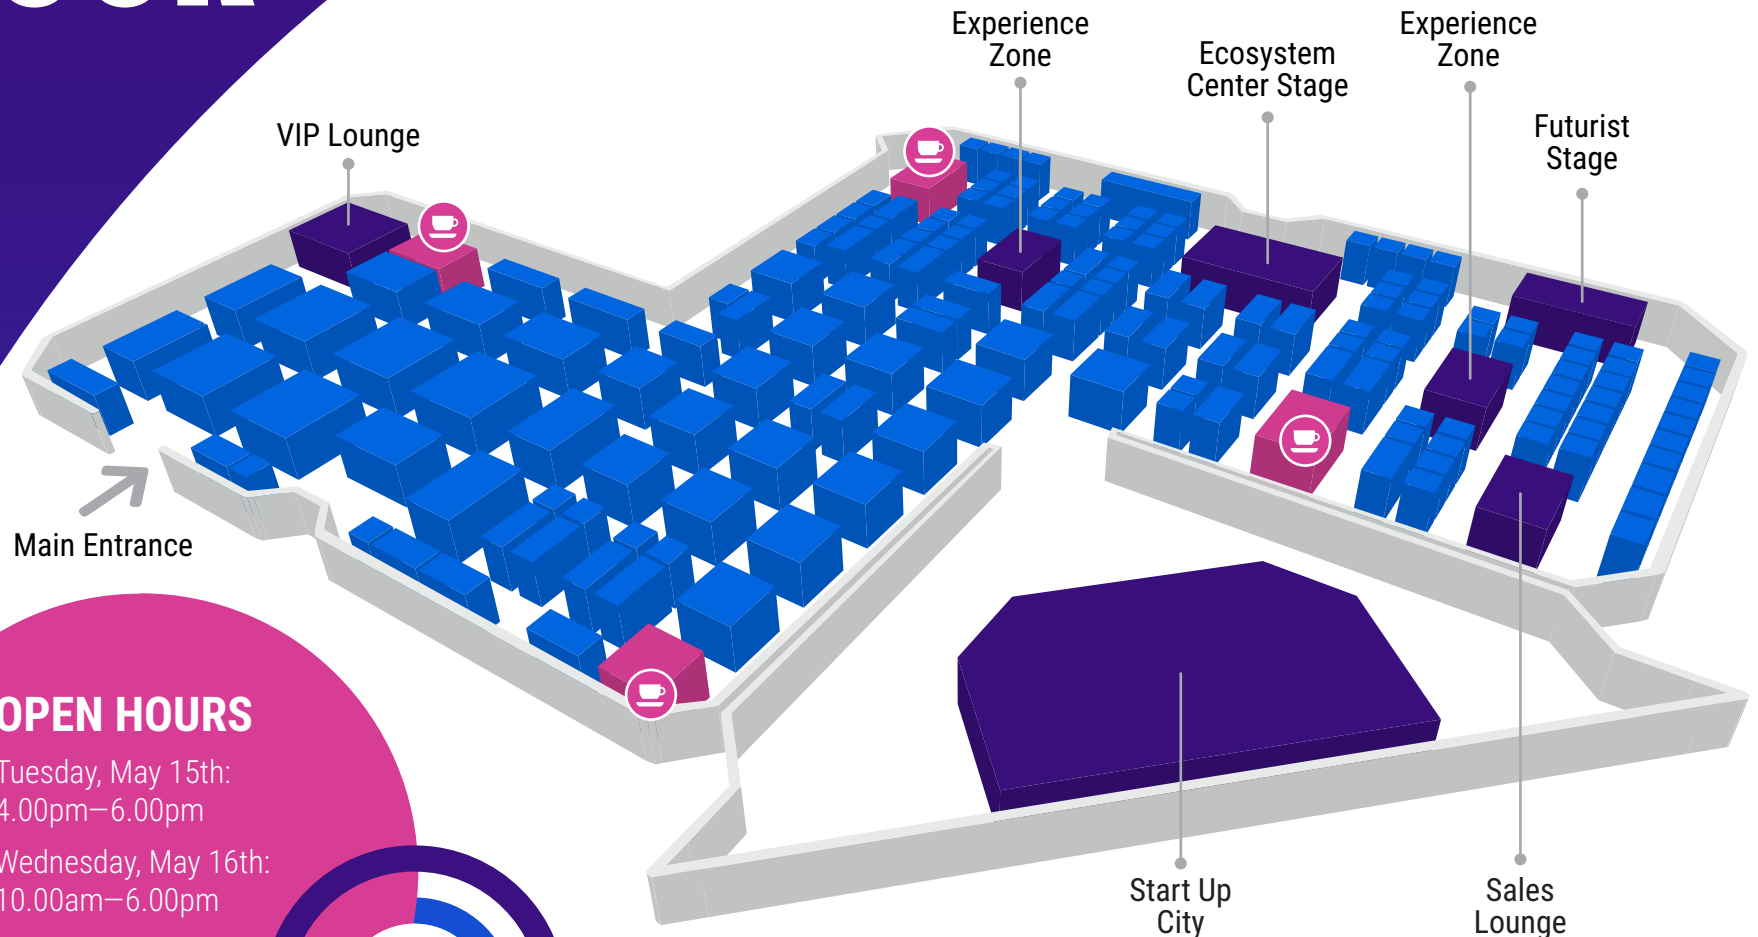 Experience
Zone
Ecosystem
Center Stage
Experience
Zone
Futurist
Stage
VIP Lounge
Main Entrance
OPEN HOURS
Tuesday, May 15th:
4.00pm—6.00pm
Wednesday, May 16th:
10.00am—6.00pm
Start Up
City
Sales
Lounge